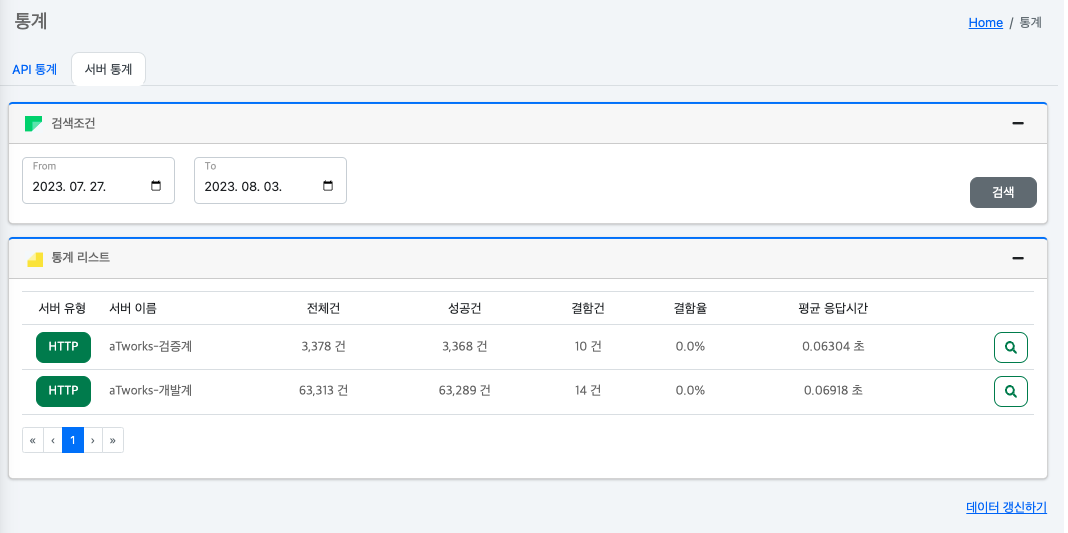 통계
Home / 통계
API 통계 서버 통계
검색조건
From To
2023. 07. 27. 2023. 08. 03.
검색
통계 리스트
서버 유형 서버 이름 전체건 성공건 결함건 결함율 평균 응답시간
HTTP aTworks-검증계 3,378 건 3,368 건 10 건 0.0% 0.06304 초
HTTP aTworks-개발계 63,313 건 63,289 건 14 건 0.0% 0.06918 초
« ‹ 1 › »
데이터 갱신하기